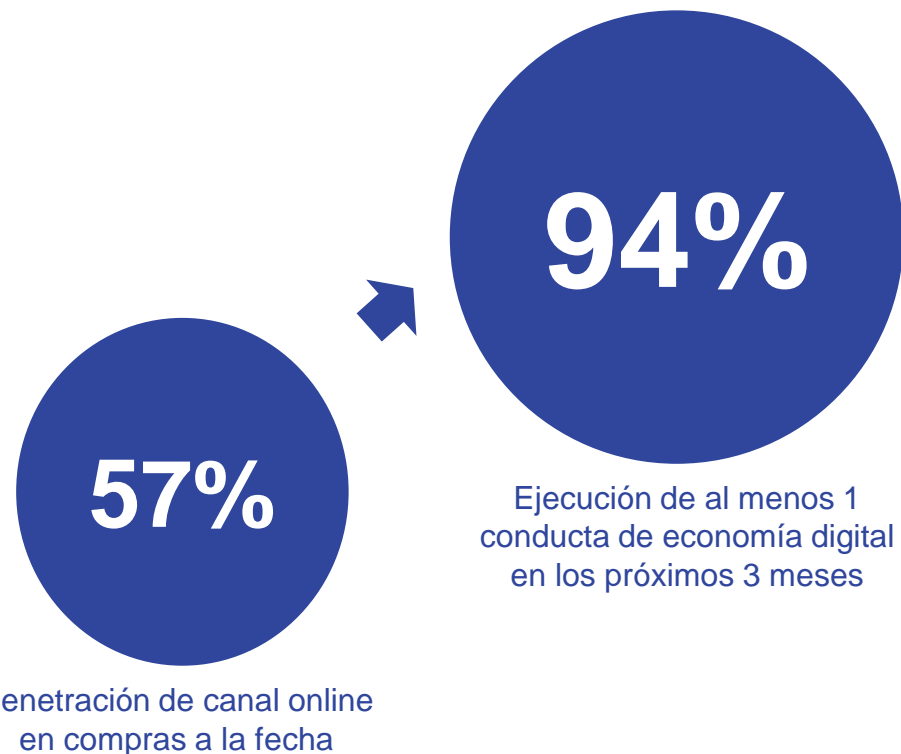 94%
57%
Ejecución de al menos 1
conducta de economía digital
en los próximos 3 meses
enetración de canal online
en compras a la fecha